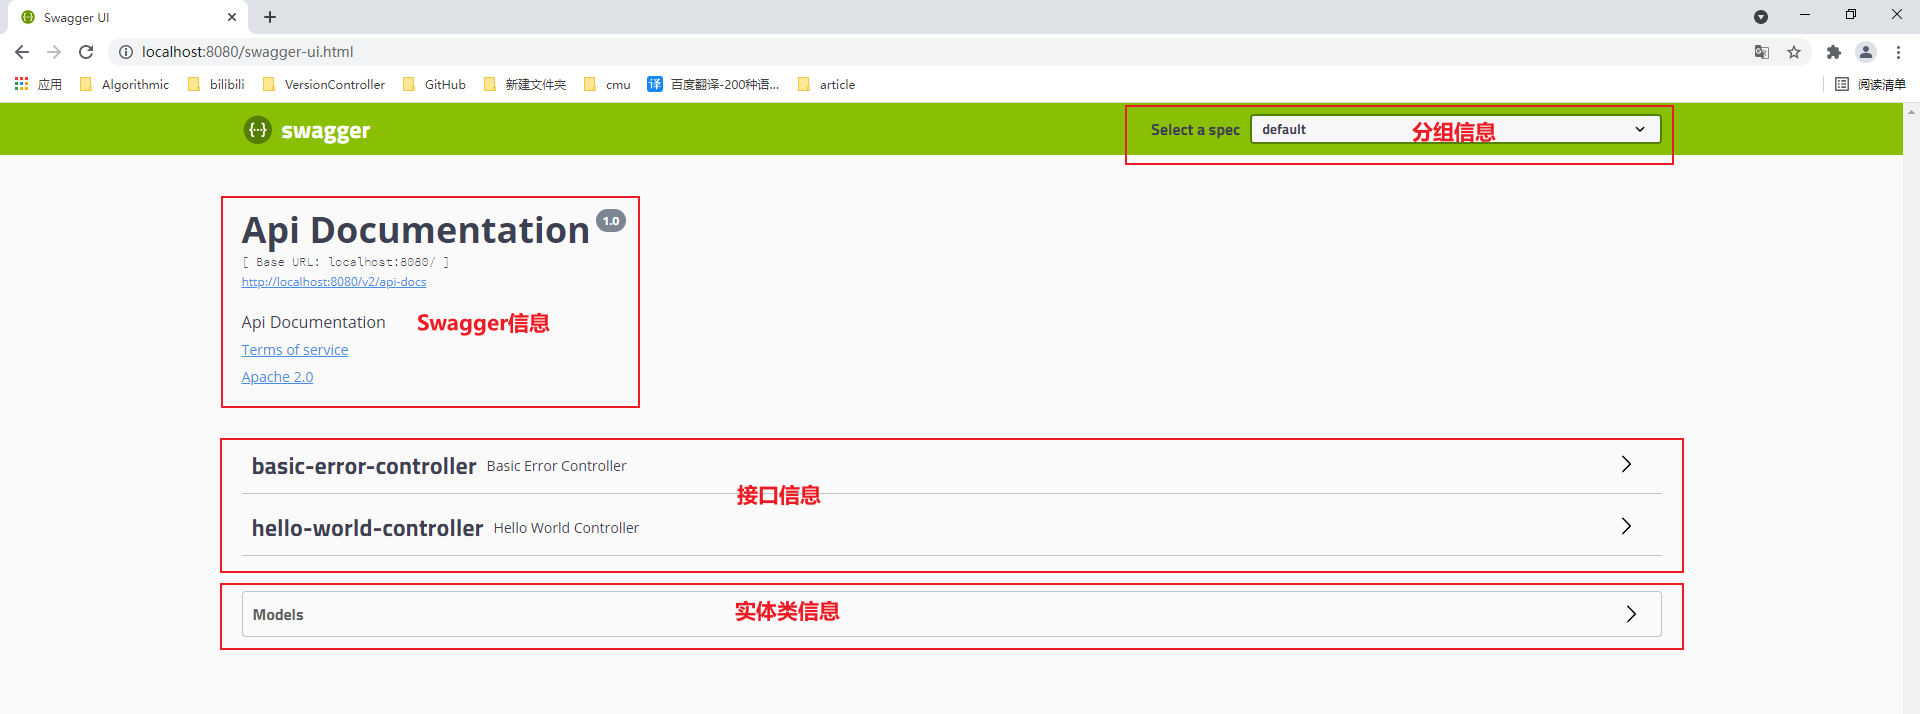 Swagger UI
localhost:8080/swagger-ui.html
应用 Algorithmic bilibili VersionController GitHub 新建文件夹 cmu 译 百度翻译-200种语... article 阅读清单
{··} swagger
Select a spec default 分组信息
Api Documentation 1.0
[ Base URL: localhost:8080/ ]
http://localhost:8080/v2/api-docs
Api Documentation Swagger信息
Terms of service
Apache 2.0
basic-error-controller Basic Error Controller
接口信息
hello-world-controller Hello World Controller
Models 实体类信息